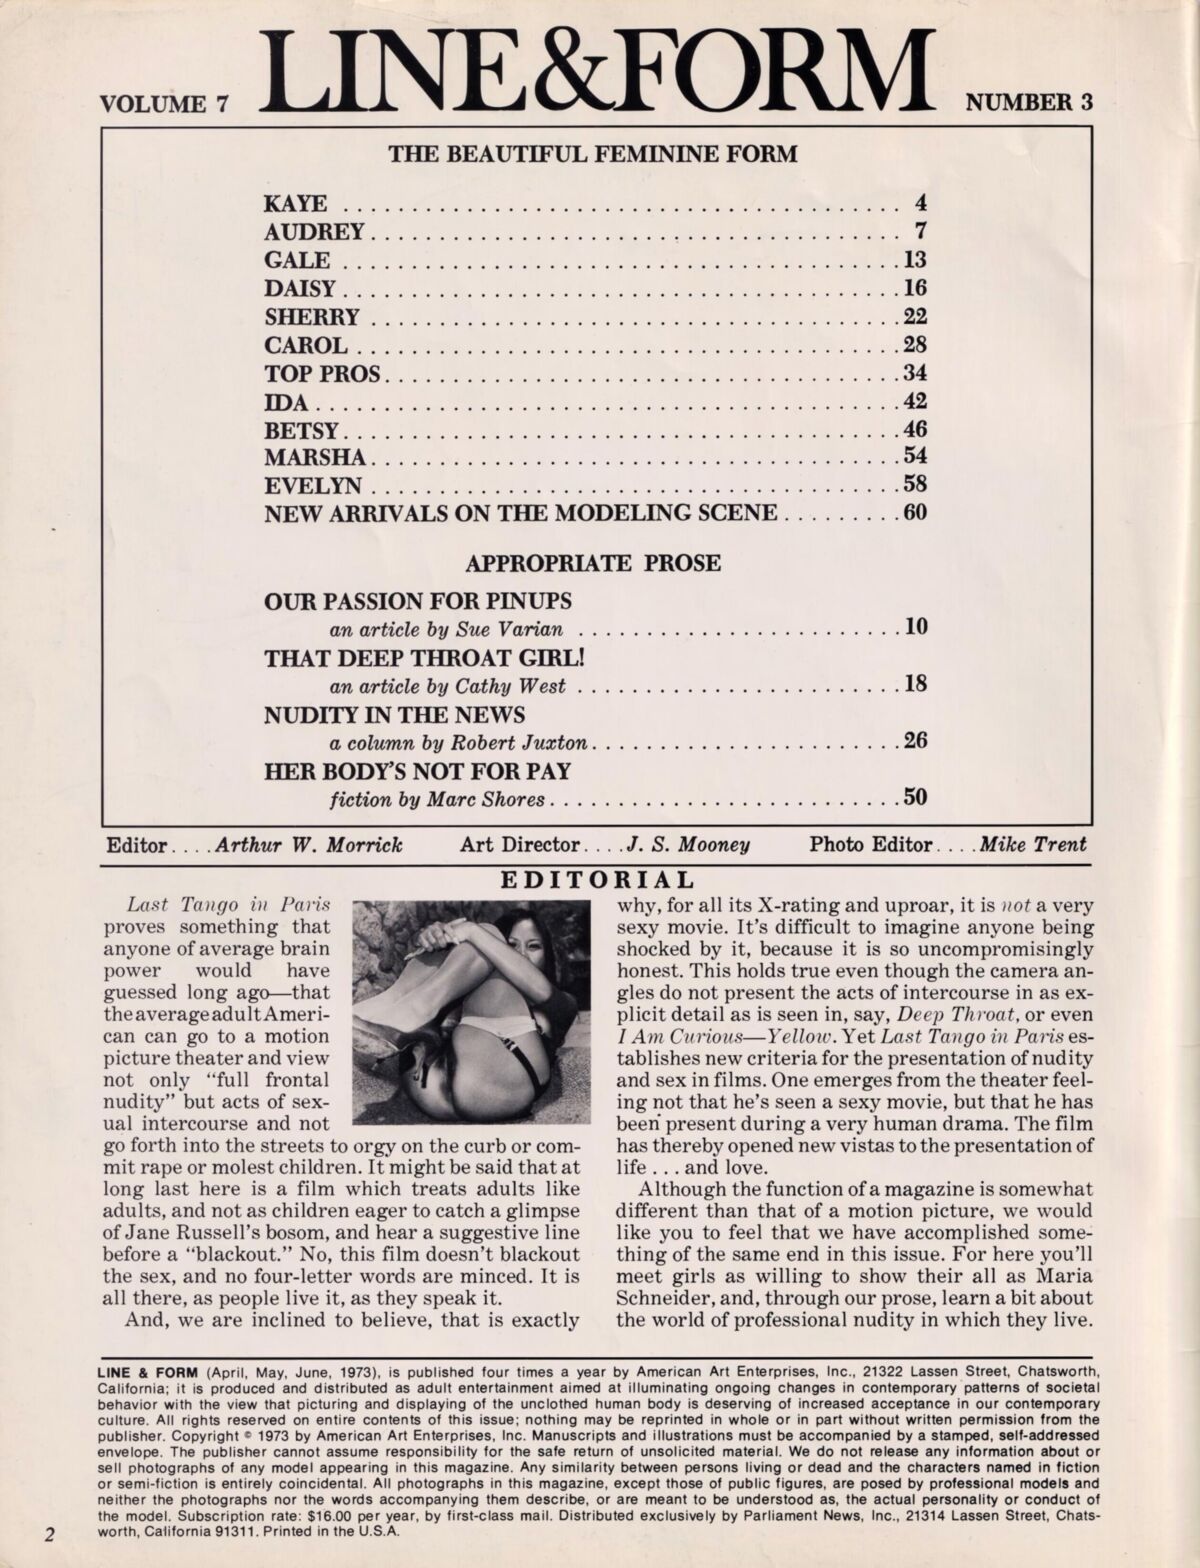 LINE&FORM
VOLUME 7
NUMBER 3
THE BEAUTIFUL FEMININE FORM
KAYE . . . . . . . . . . . . . . . . . . . . . . . . . . . . . . . . . . . . . . . . 4
AUDREY . . . . . . . . . . . . . . . . . . . . . . . . . . . . . . . . . . . . . . 7
GALE . . . . . . . . . . . . . . . . . . . . . . . . . . . . . . . . . . . . . . . . 13
DAISY . . . . . . . . . . . . . . . . . . . . . . . . . . . . . . . . . . . . . . . . 16
SHERRY . . . . . . . . . . . . . . . . . . . . . . . . . . . . . . . . . . . . . . 22
CAROL . . . . . . . . . . . . . . . . . . . . . . . . . . . . . . . . . . . . . . . 28
TOP PROS . . . . . . . . . . . . . . . . . . . . . . . . . . . . . . . . . . . . . 34
IDA . . . . . . . . . . . . . . . . . . . . . . . . . . . . . . . . . . . . . . . . . . 42
BETSY . . . . . . . . . . . . . . . . . . . . . . . . . . . . . . . . . . . . . . . . 46
MARSHA . . . . . . . . . . . . . . . . . . . . . . . . . . . . . . . . . . . . . . 54
EVELYN . . . . . . . . . . . . . . . . . . . . . . . . . . . . . . . . . . . . . . 58
NEW ARRIVALS ON THE MODELING SCENE . . . . . . . . . 60
APPROPRIATE PROSE
OUR PASSION FOR PINUPS
an article by Sue Varian . . . . . . . . . . . . . . . . . . . . . . . . 10
THAT DEEP THROAT GIRL!
an article by Cathy West . . . . . . . . . . . . . . . . . . . . . . . . 18
NUDITY IN THE NEWS
a column by Robert Juxton . . . . . . . . . . . . . . . . . . . . . . . 26
HER BODY'S NOT FOR PAY
fiction by Marc Shores . . . . . . . . . . . . . . . . . . . . . . . . . . 50
Editor . . . . Arthur W. Morrick Art Director . . . . J. S. Mooney Photo Editor . . . . Mike Trent
EDITORIAL
Last Tango in Paris
proves something that
anyone of average brain
power would have
guessed long ago—that
the average adult Ameri-
can can go to a motion
picture theater and view
not only "full frontal
nudity" but acts of sex-
ual intercourse and not
go forth into the streets to orgy on the curb or com-
mit rape or molest children. It might be said that at
long last here is a film which treats adults like
adults, and not as children eager to catch a glimpse
of Jane Russell's bosom, and hear a suggestive line
before a "blackout." No, this film doesn't blackout
the sex, and no four-letter words are minced. It is
all there, as people live it, as they speak it.
And, we are inclined to believe, that is exactly
why, for all its X-rating and uproar, it is not a very
sexy movie. It's difficult to imagine anyone being
shocked by it, because it is so uncompromisingly
honest. This holds true even though the camera an-
gles do not present the acts of intercourse in as ex-
plicit detail as is seen in, say, Deep Throat, or even
I Am Curious—Yellow. Yet Last Tango in Paris es-
tablishes new criteria for the presentation of nudity
and sex in films. One emerges from the theater feel-
ing not that he's seen a sexy movie, but that he has
been present during a very human drama. The film
has thereby opened new vistas to the presentation of
life . . . and love.
Although the function of a magazine is somewhat
different than that of a motion picture, we would
like you to feel that we have accomplished some-
thing of the same end in this issue. For here you'll
meet girls as willing to show their all as Maria
Schneider, and, through our prose, learn a bit about
the world of professional nudity in which they live.
LINE & FORM (April, May, June, 1973), is published four times a year by American Art Enterprises, Inc., 21322 Lassen Street, Chatsworth,
California; it is produced and distributed as adult entertainment aimed at illuminating ongoing changes in contemporary patterns of societal
behavior with the view that picturing and displaying of the unclothed human body is deserving of increased acceptance in our contemporary
culture. All rights reserved on entire contents of this issue; nothing may be reprinted in whole or in part without written permission from the
publisher. Copyright © 1973 by American Art Enterprises, Inc. Manuscripts and illustrations must be accompanied by a stamped, self-addressed
envelope. The publisher cannot assume responsibility for the safe return of unsolicited material. We do not release any information about or
sell photographs of any model appearing in this magazine. Any similarity between persons living or dead and the characters named in fiction
or semi-fiction is entirely coincidental. All photographs in this magazine, except those of public figures, are posed by professional models and
neither the photographs nor the words accompanying them describe, or are meant to be understood as, the actual personality or conduct of
the model. Subscription rate: $16.00 per year, by first-class mail. Distributed exclusively by Parliament News, Inc., 21314 Lassen Street, Chats-
worth, California 91311. Printed in the U.S.A.
2